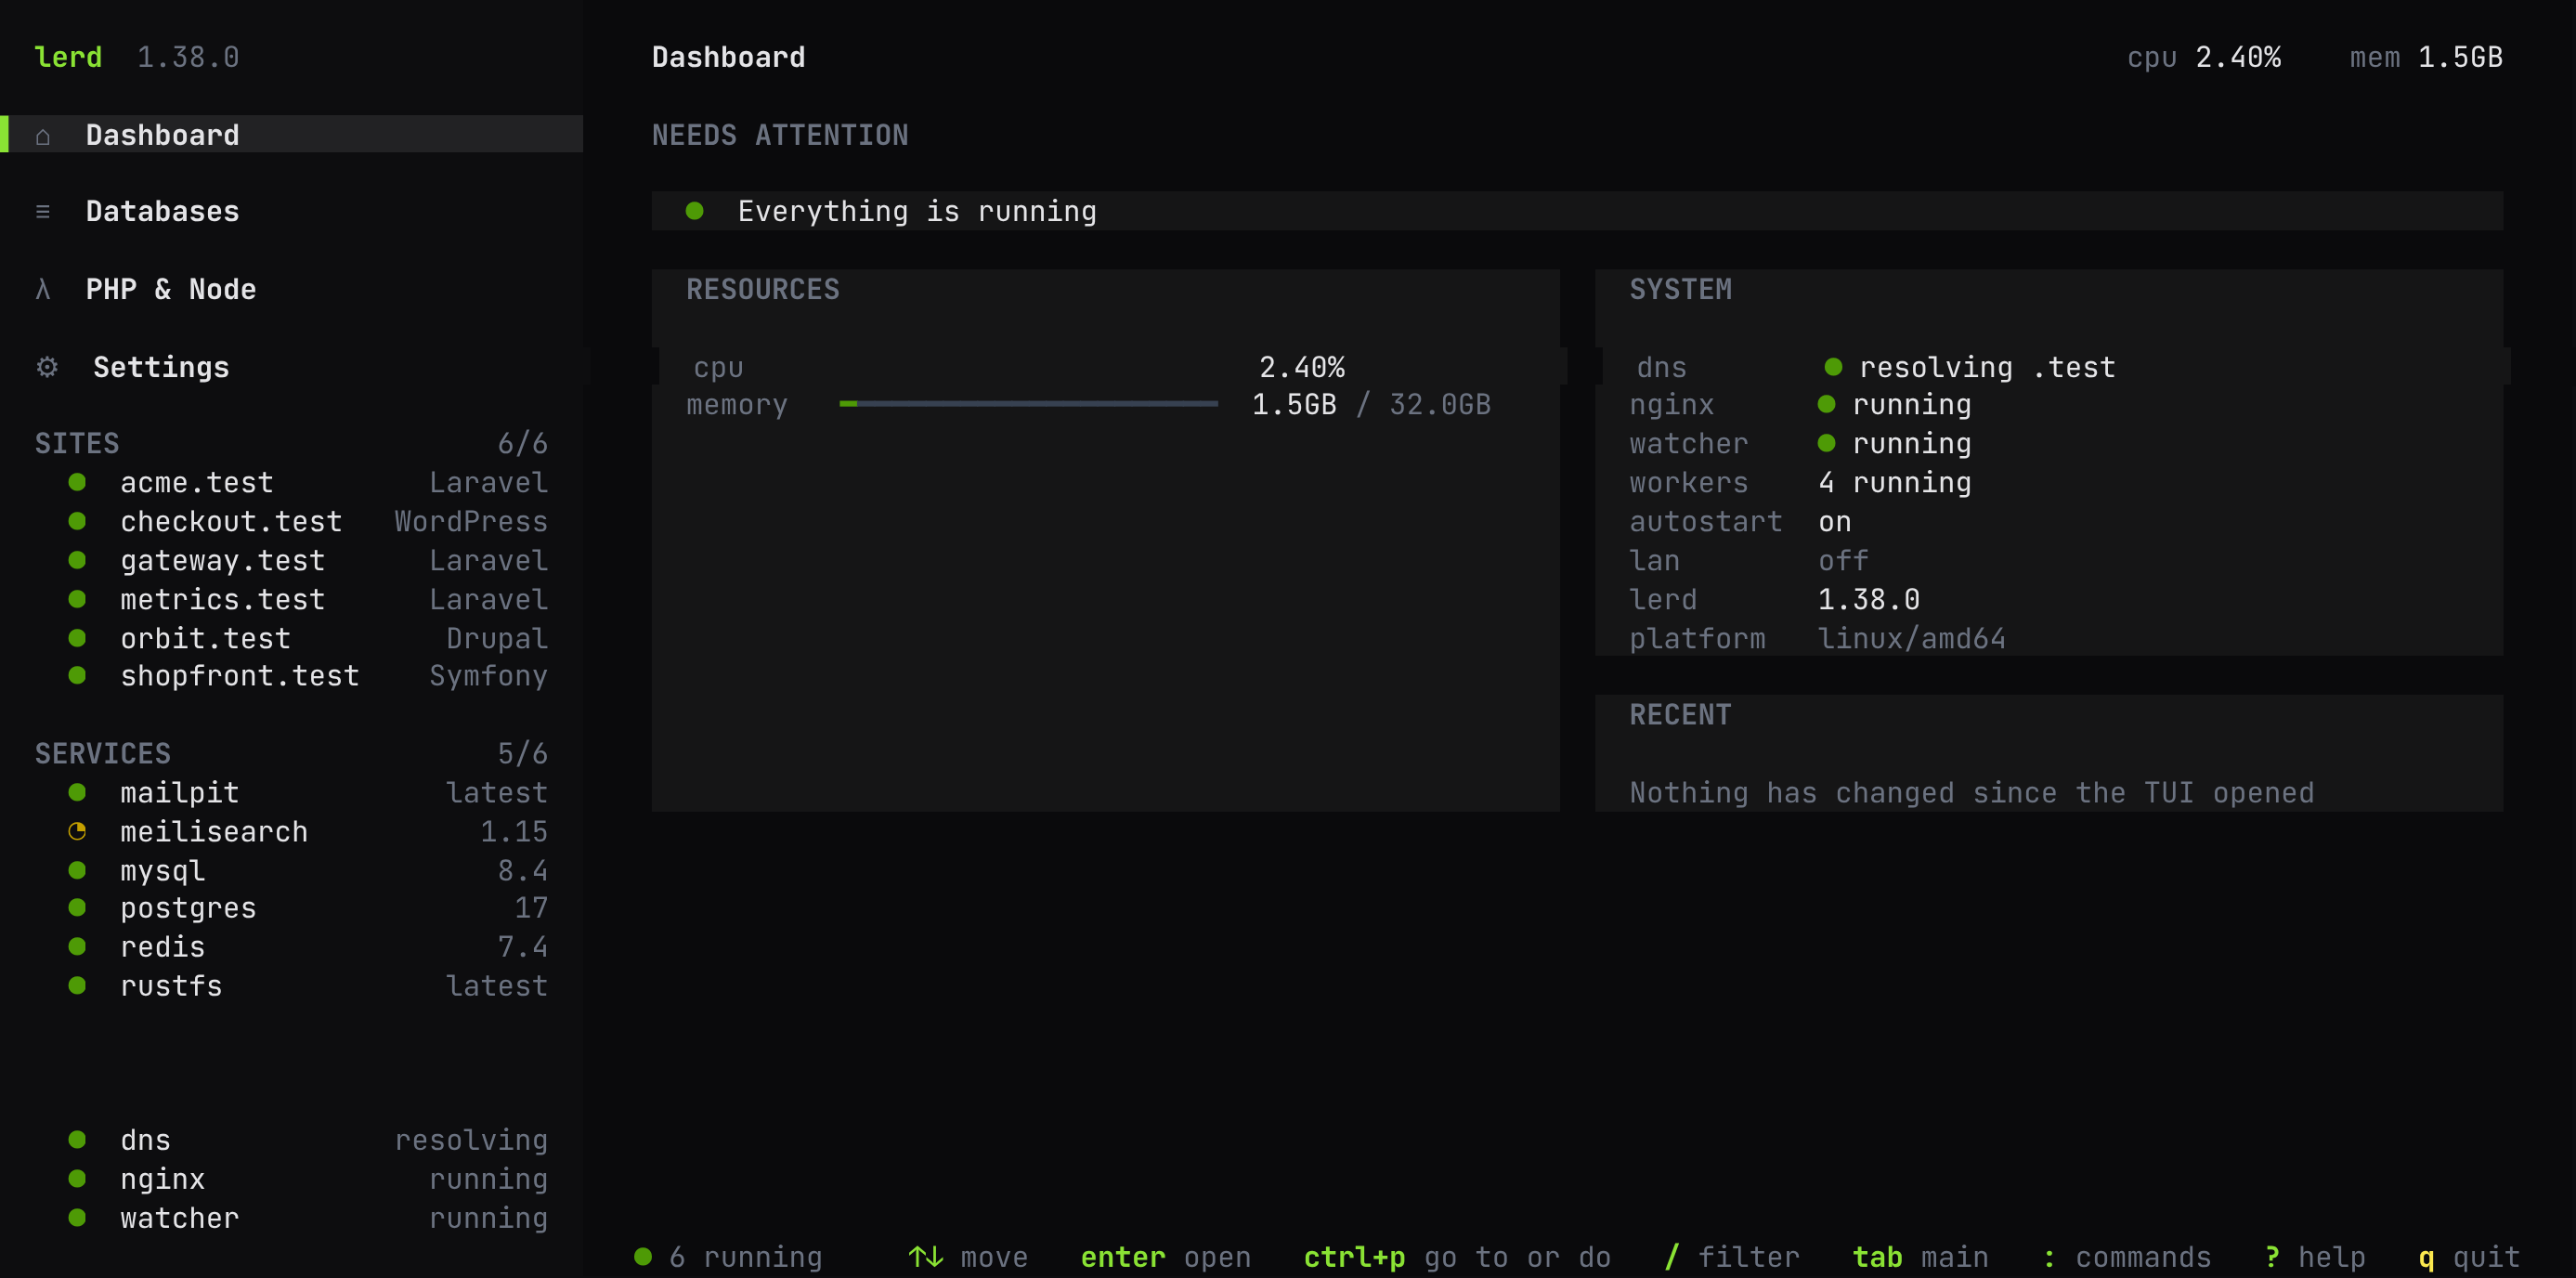 lerd 1.38.0
⌂ Dashboard
≡ Databases
λ PHP & Node
⚙ Settings
SITES 6/6
acme.test Laravel
checkout.test WordPress
gateway.test Laravel
metrics.test Laravel
orbit.test Drupal
shopfront.test Symfony
SERVICES 5/6
mailpit latest
meilisearch 1.15
mysql 8.4
postgres 17
redis 7.4
rustfs latest
dns resolving
nginx running
watcher running
Dashboard cpu 2.40% mem 1.5GB
NEEDS ATTENTION
Everything is running
RESOURCES
cpu 2.40%
memory 1.5GB / 32.0GB
SYSTEM
dns resolving .test
nginx running
watcher running
workers 4 running
autostart on
lan off
lerd 1.38.0
platform linux/amd64
RECENT
Nothing has changed since the TUI opened
6 running ↑↓ move enter open ctrl+p go to or do / filter tab main : commands ? help q quit